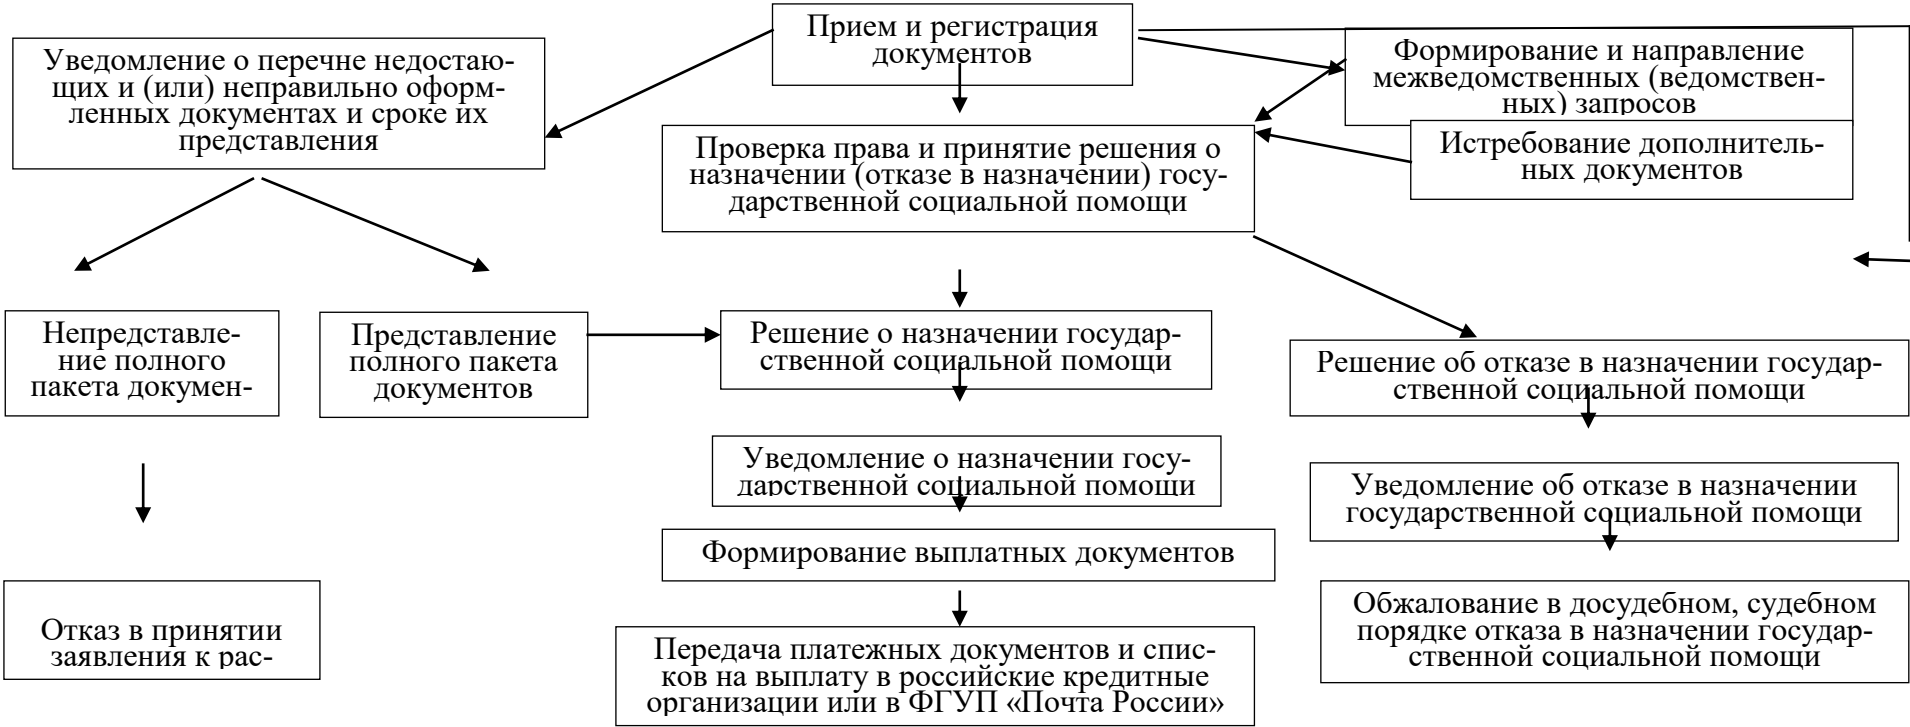 Прием и регистрация
документов
Уведомление о перечне недостаю-
щих и (или) неправильно оформ-
ленных документах и сроке их
представления
Формирование и направление
межведомственных (ведомствен-
ных) запросов
Проверка права и принятие решения о
назначении (отказе в назначении) госу-
дарственной социальной помощи
Истребование дополнитель-
ных документов
Непредставле-
ние полного
пакета докумен-
Представление
полного пакета
документов
Решение о назначении государ-
ственной социальной помощи
Решение об отказе в назначении государ-
ственной социальной помощи
Уведомление о назначении госу-
дарственной социальной помощи
Уведомление об отказе в назначении
государственной социальной помощи
Формирование выплатных документов
Отказ в принятии
заявления к рас-
Передача платежных документов и спис-
ков на выплату в российские кредитные
организации или в ФГУП «Почта России»
Обжалование в досудебном, судебном
порядке отказа в назначении государ-
ственной социальной помощи